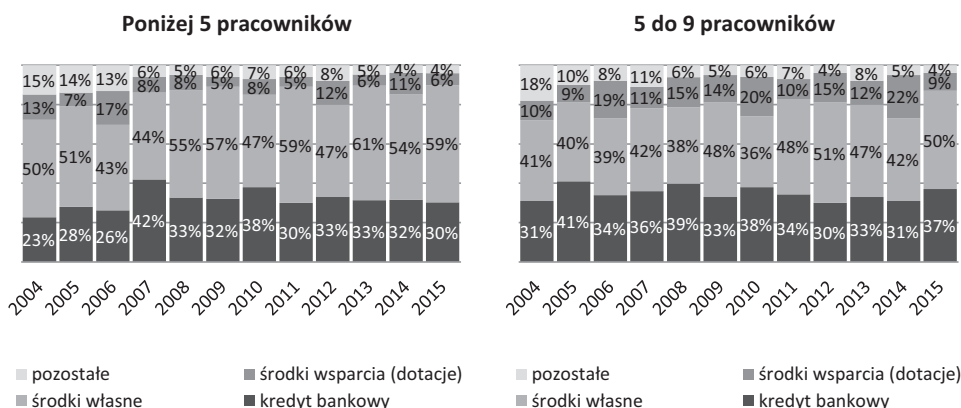 Poniżej 5 pracowników
15% 14% 13% 6% 5% 6% 7% 6% 8% 5% 4% 4%
13% 7% 17% 8% 8% 5% 8% 5% 12% 6% 11% 6%
50% 51% 43% 44% 55% 57% 47% 59% 47% 61% 54% 59%
23% 28% 26% 42% 33% 32% 38% 30% 33% 33% 32% 30%
2004 2005 2006 2007 2008 2009 2010 2011 2012 2013 2014 2015
pozostałe środki wsparcia (dotacje)
środki własne kredyt bankowy
5 do 9 pracowników
18% 10% 8% 11% 6% 5% 6% 7% 4% 8% 5% 4%
10% 9% 19% 11% 15% 14% 20% 10% 15% 12% 22% 9%
41% 40% 39% 42% 38% 48% 36% 48% 51% 47% 42% 50%
31% 41% 34% 36% 39% 33% 38% 34% 30% 33% 31% 37%
2004 2005 2006 2007 2008 2009 2010 2011 2012 2013 2014 2015
pozostałe środki wsparcia (dotacje)
środki własne kredyt bankowy